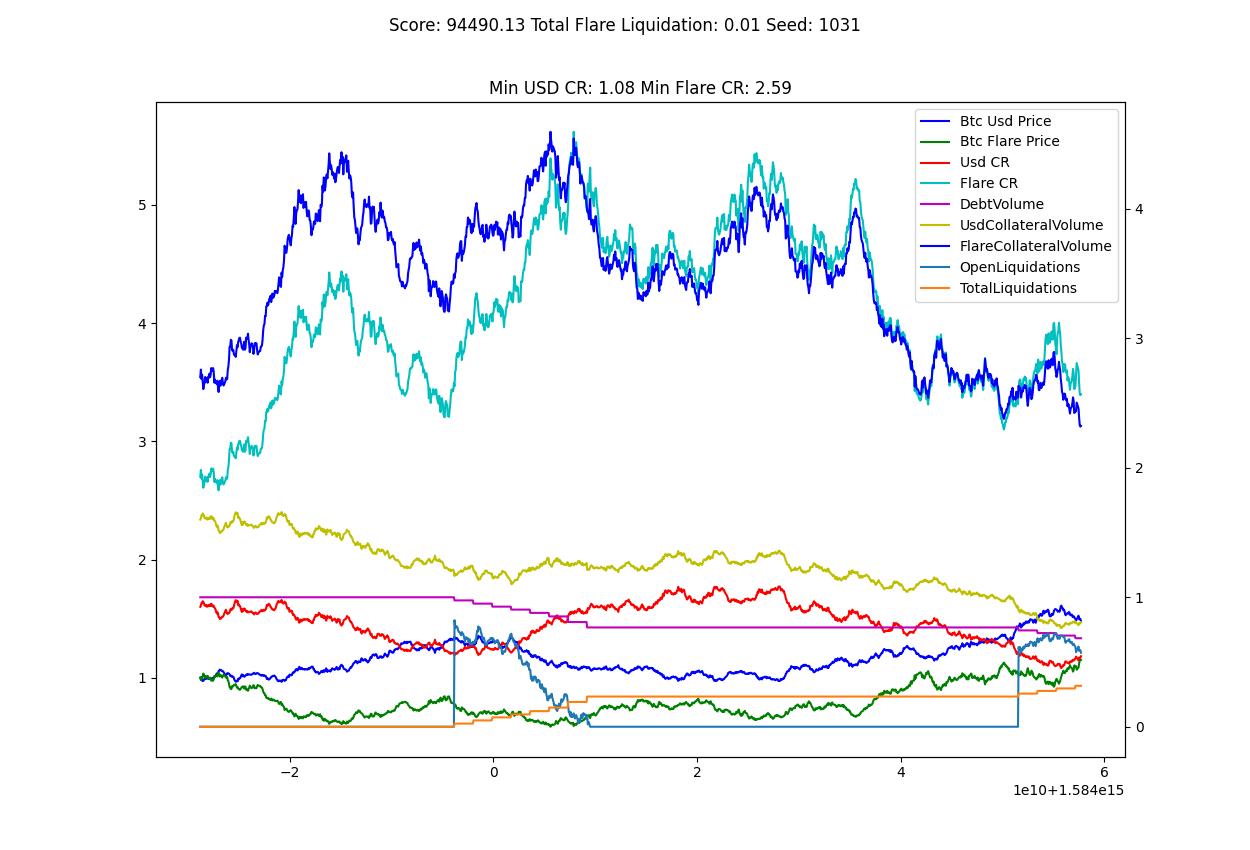 Score: 94490.13 Total Flare Liquidation: 0.01 Seed: 1031
Min USD CR: 1.08 Min Flare CR: 2.59
Btc Usd Price
Btc Flare Price
Usd CR
Flare CR
DebtVolume
UsdCollateralVolume
FlareCollateralVolume
OpenLiquidations
TotalLiquidations
5
4
3
2
1
4
3
2
1
0
−2
0
2
4
6
1e10+1.584e15